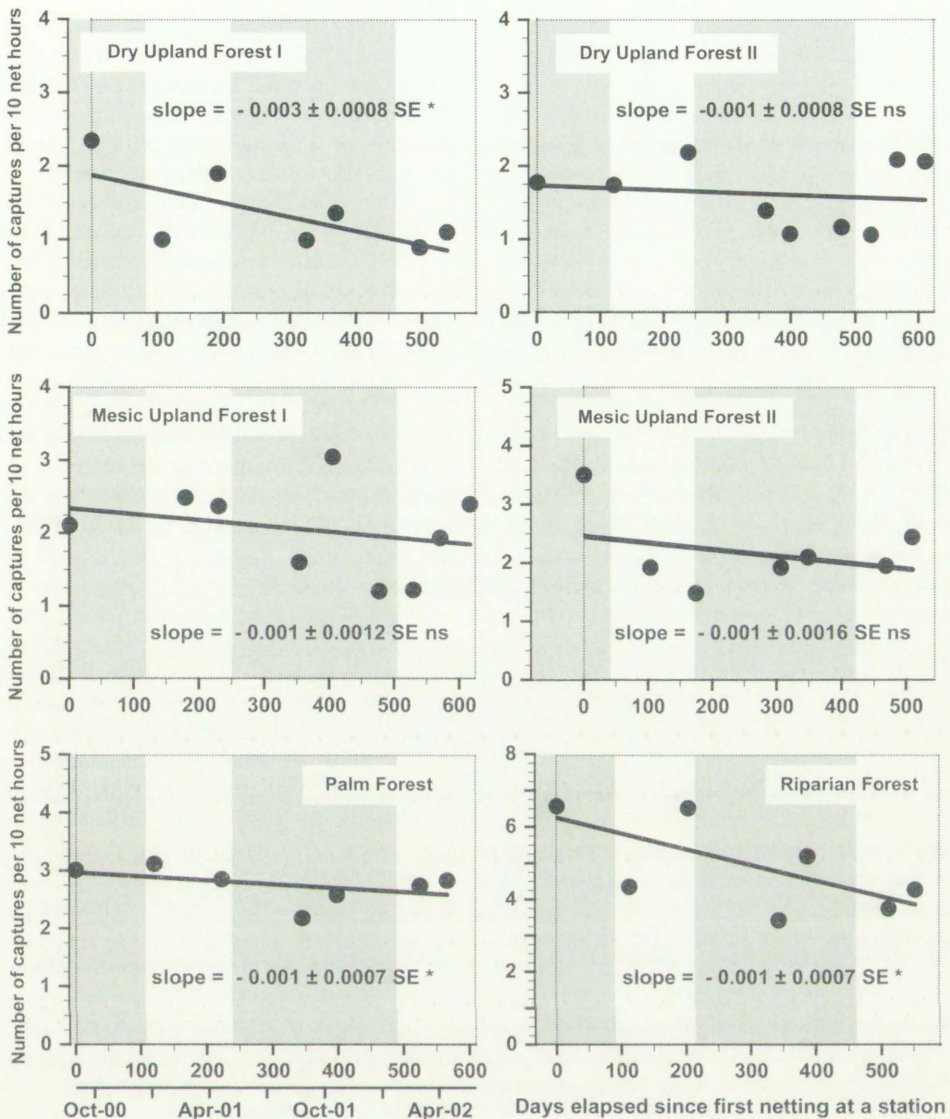 Number of captures per 10 net hours
4
3
2
1
0
Dry Upland Forest I
slope = - 0.003 ± 0.0008 SE *
0 100 200 300 400 500
4
3
2
1
0
Dry Upland Forest II
slope = -0.001 ± 0.0008 SE ns
0 100 200 300 400 500 600
Number of captures per 10 net hours
4
3
2
1
0
Mesic Upland Forest I
slope = - 0.001 ± 0.0012 SE ns
0 100 200 300 400 500 600
5
4
3
2
1
0
Mesic Upland Forest II
slope = - 0.001 ± 0.0016 SE ns
0 100 200 300 400 500
Number of captures per 10 net hours
5
4
3
2
1
0
Palm Forest
slope = - 0.001 ± 0.0007 SE *
0 100 200 300 400 500 600
Oct-00 Apr-01 Oct-01 Apr-02
8
6
4
2
0
Riparian Forest
slope = - 0.001 ± 0.0007 SE *
0 100 200 300 400 500
Days elapsed since first netting at a station